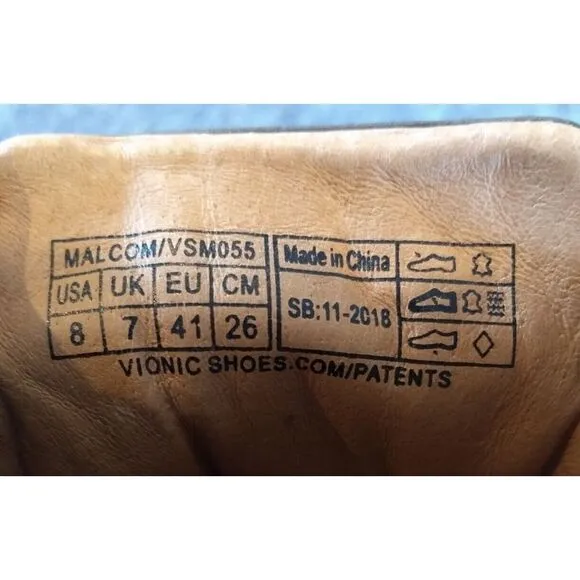 MALCOM/VSM055
USA UK EU CM
8 7 41 26
Made in China
SB:11-2018
VIONIC SHOES.COM/PATENTS